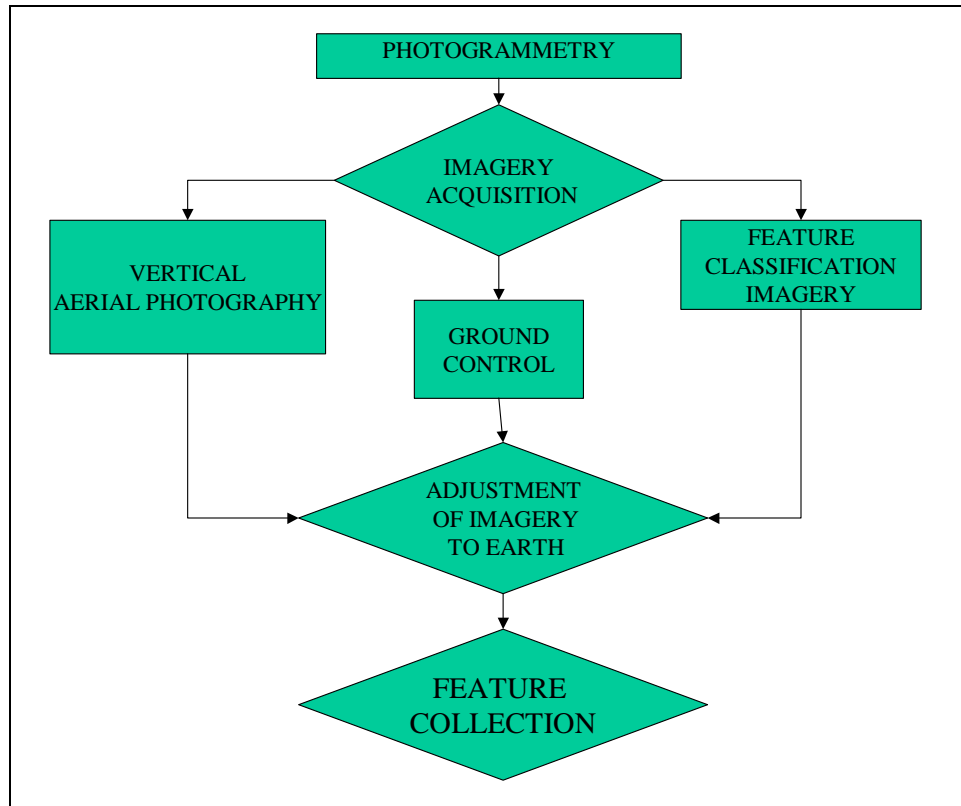 PHOTOGRAMMETRY
IMAGERY
ACQUISITION
VERTICAL
AERIAL PHOTOGRAPHY
FEATURE
CLASSIFICATION
IMAGERY
GROUND
CONTROL
ADJUSTMENT
OF IMAGERY
TO EARTH
FEATURE
COLLECTION